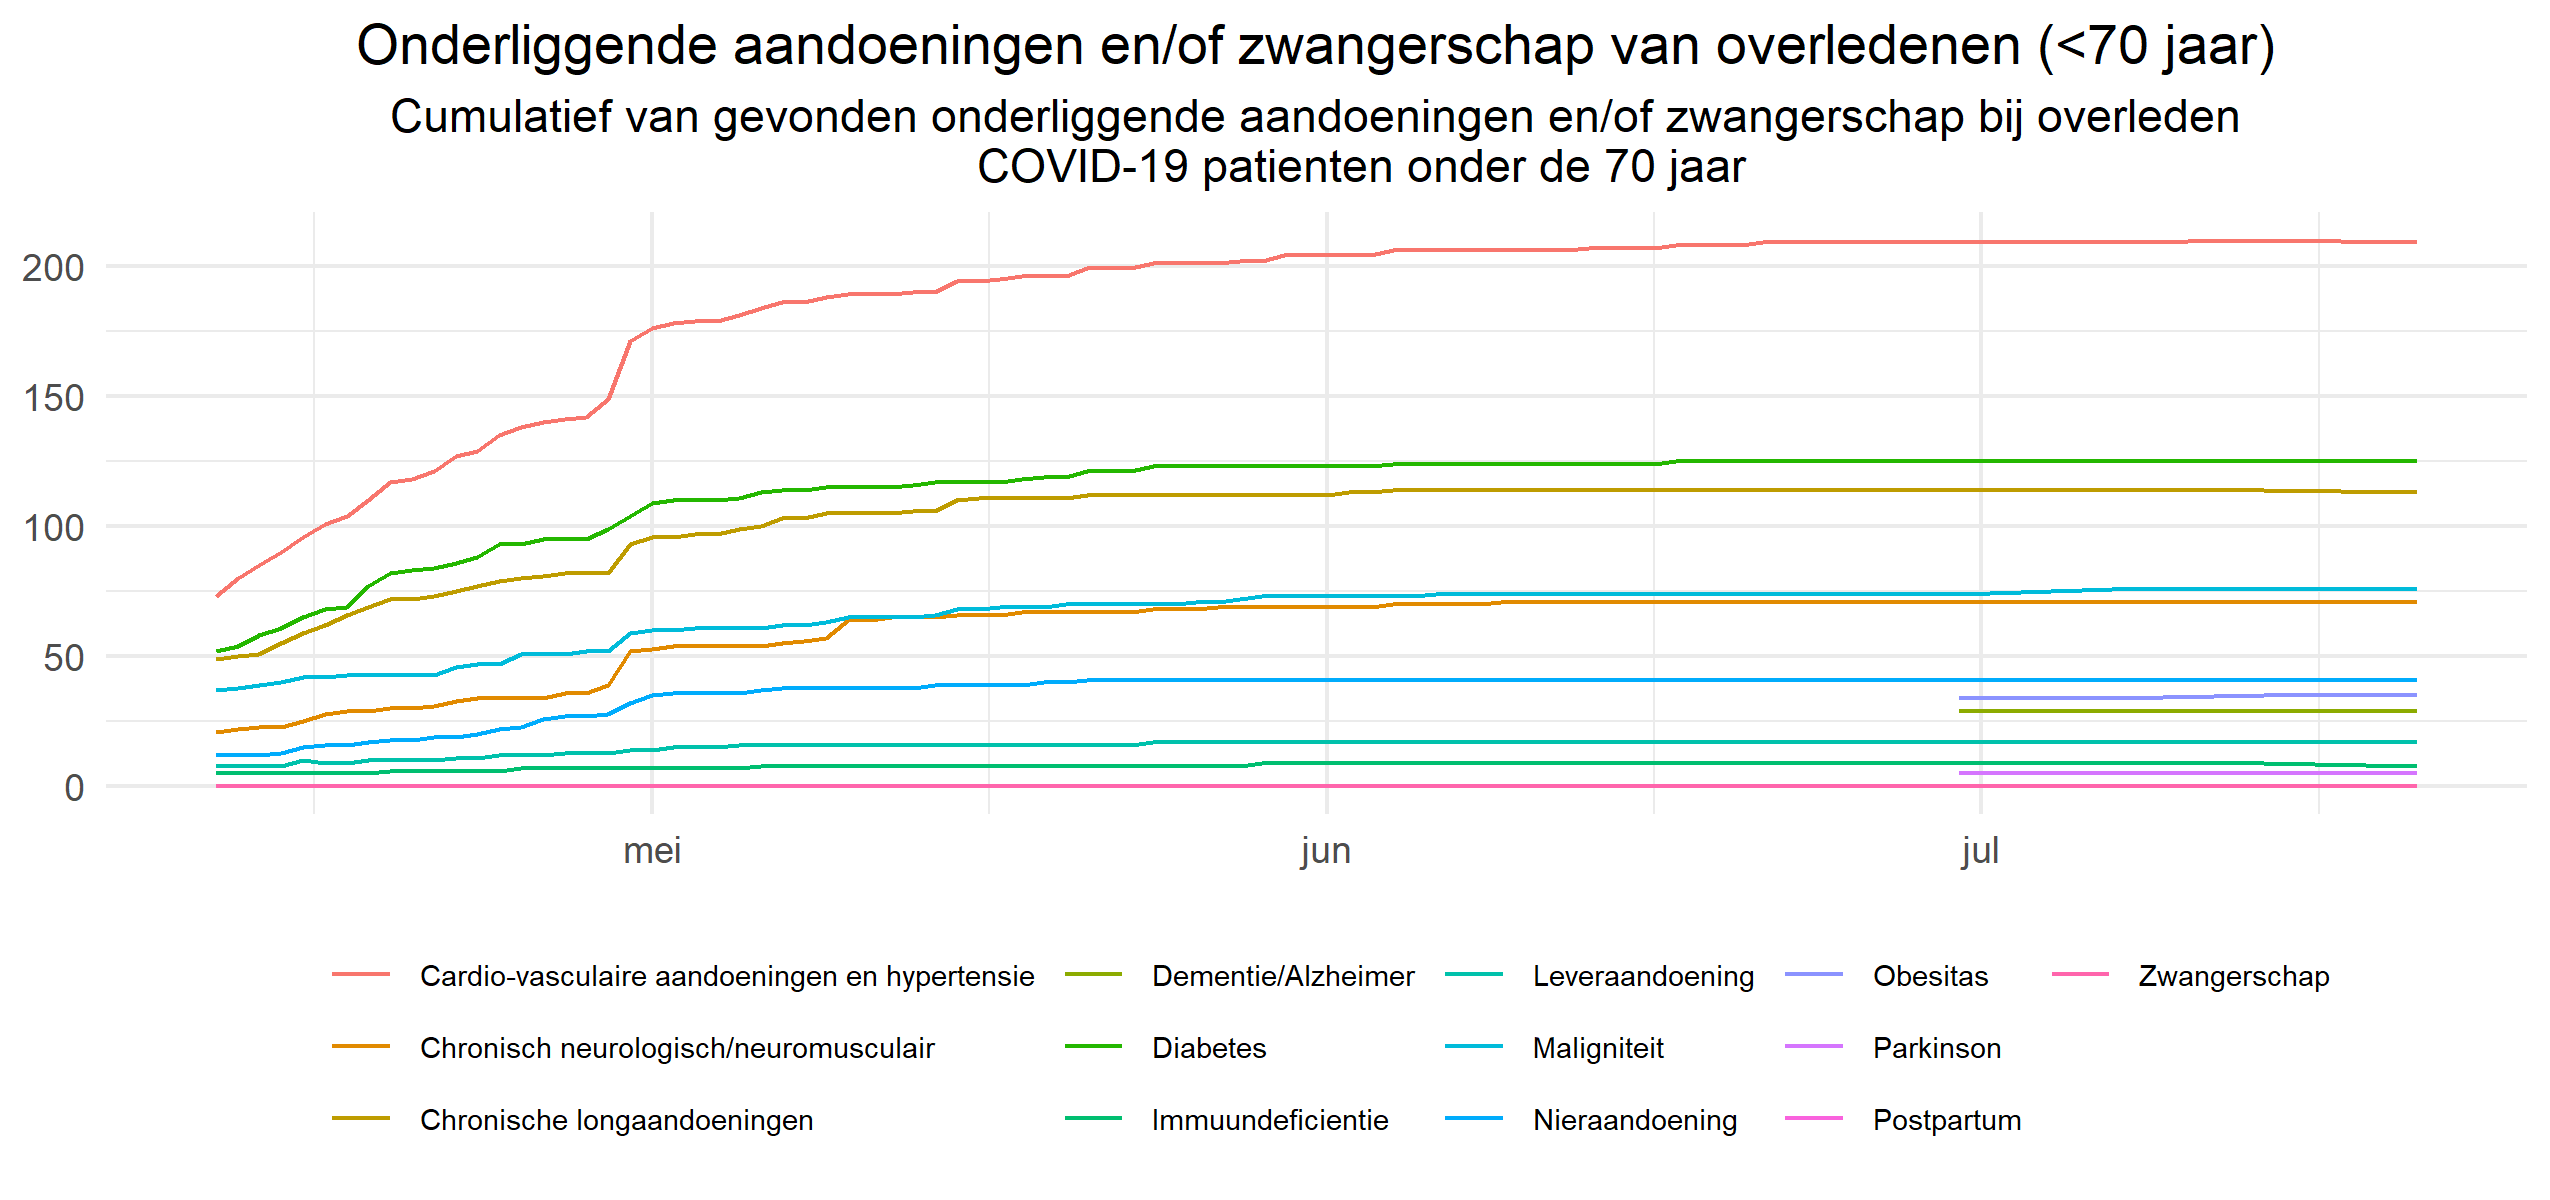 Onderliggende aandoeningen en/of zwangerschap van overledenen (<70 jaar)
Cumulatief van gevonden onderliggende aandoeningen en/of zwangerschap bij overleden
COVID-19 patienten onder de 70 jaar
200
150
100
50
0
mei jun jul
Cardio-vasculaire aandoeningen en hypertensie Dementie/Alzheimer Leveraandoening Obesitas Zwangerschap
Chronisch neurologisch/neuromusculair Diabetes Maligniteit Parkinson
Chronische longaandoeningen Immuundeficientie Nieraandoening Postpartum